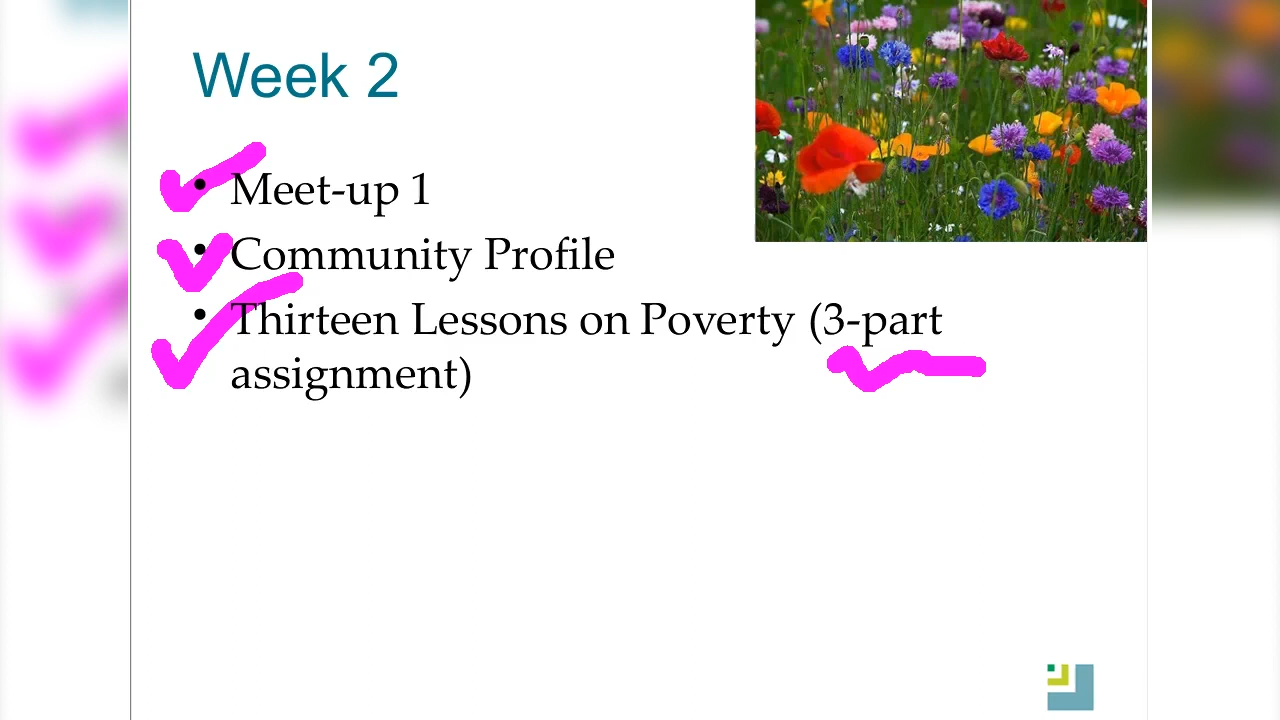 Week 2
• Meet-up 1
• Community Profile
• Thirteen Lessons on Poverty (3-part
assignment)